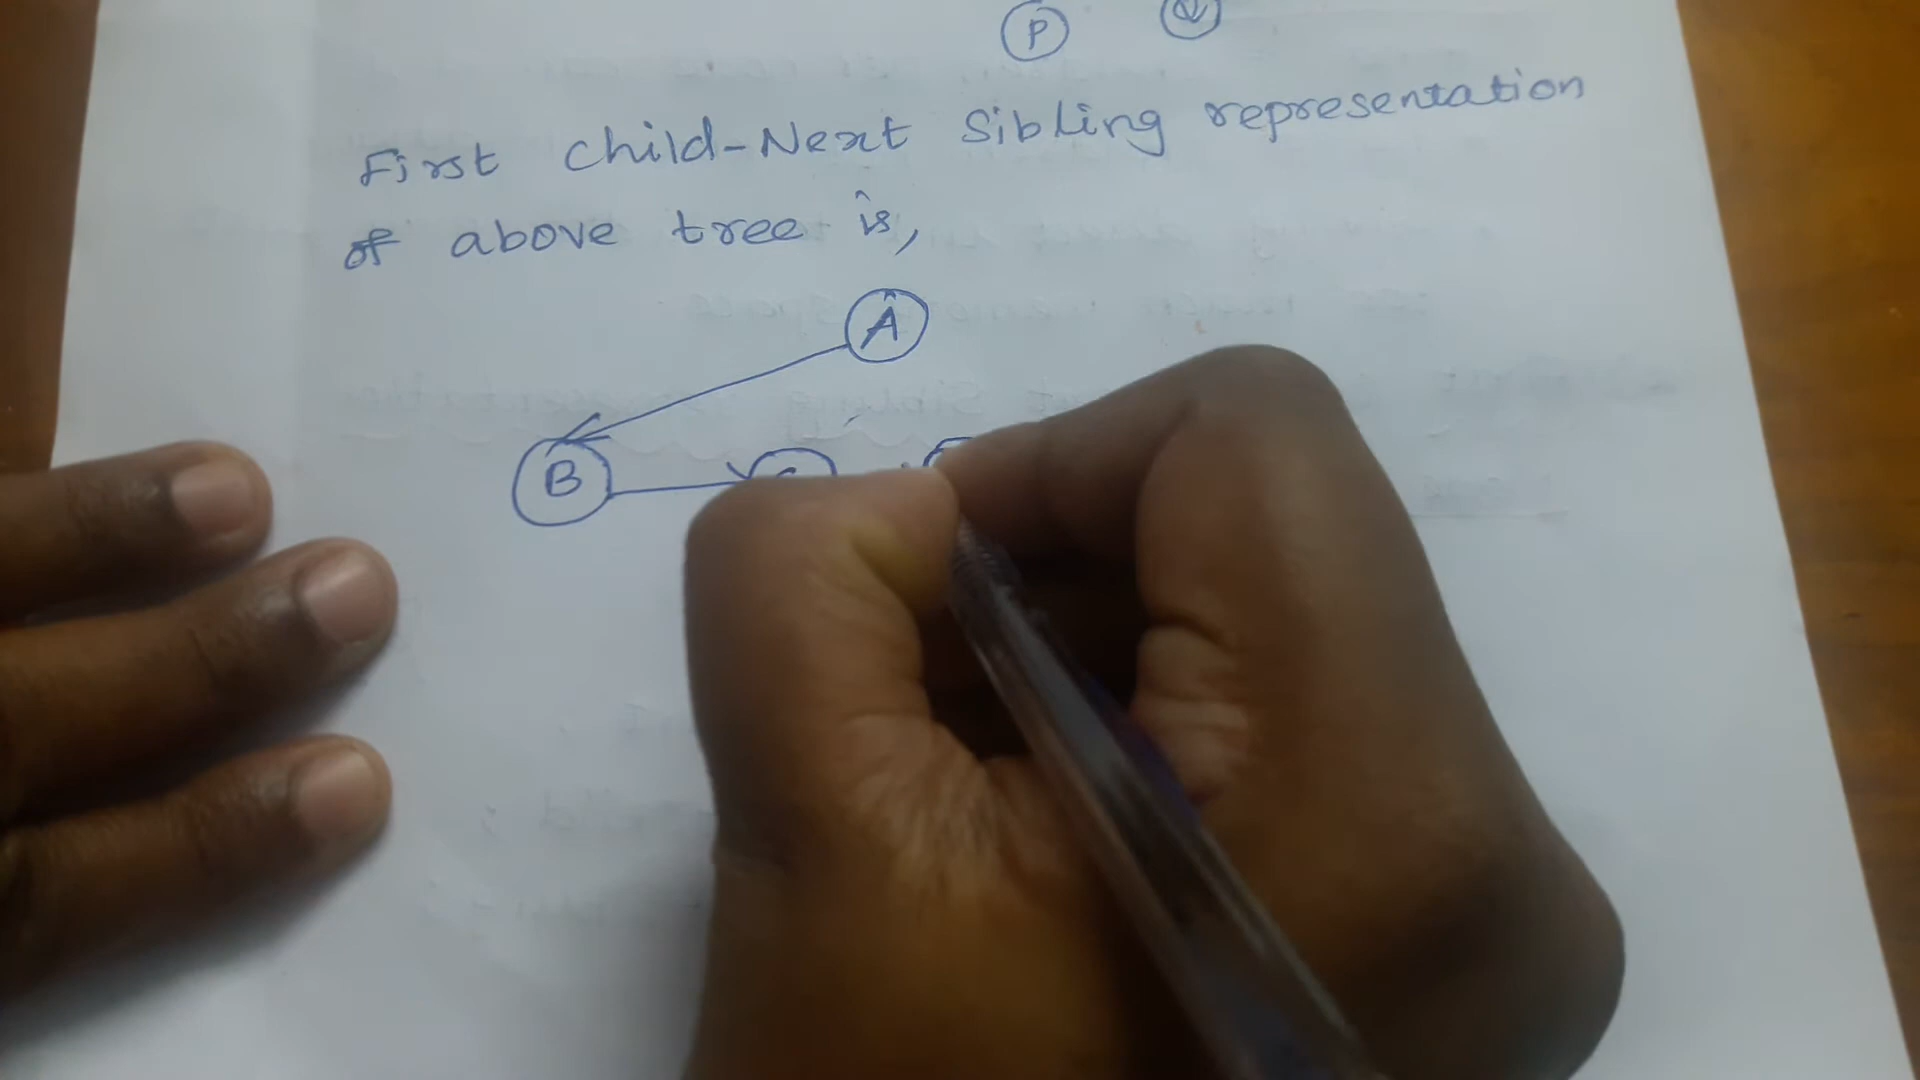 P Q
First child-Next Sibling representation
of above tree is,
A
B